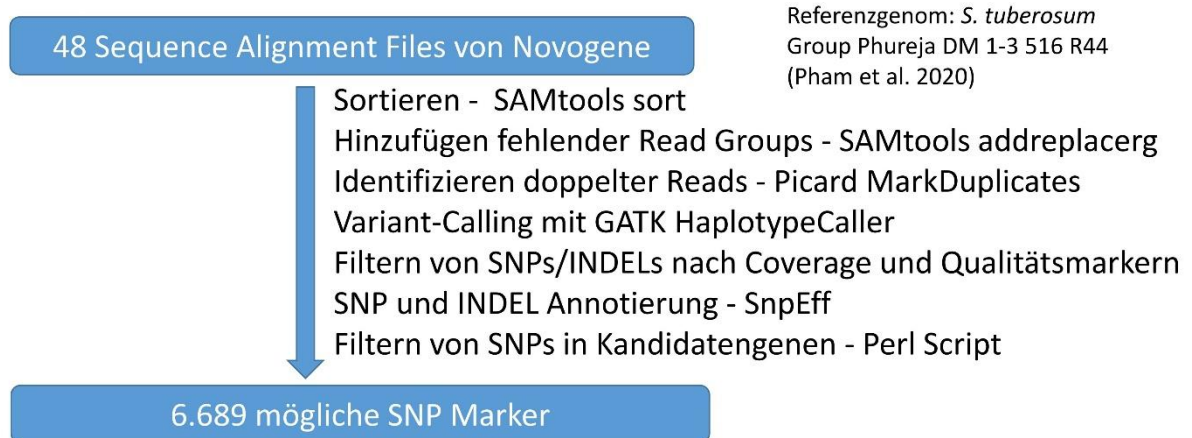 48 Sequence Alignment Files von Novogene
Referenzgenom: S. tuberosum
Group Phureja DM 1-3 516 R44
(Pham et al. 2020)
Sortieren - SAMtools sort
Hinzufügen fehlender Read Groups - SAMtools addreplacerg
Identifizieren doppelter Reads - Picard MarkDuplicates
Variant-Calling mit GATK HaplotypeCaller
Filtern von SNPs/INDELs nach Coverage und Qualitätsmarkern
SNP und INDEL Annotierung - SnpEff
Filtern von SNPs in Kandidatengenen - Perl Script
6.689 mögliche SNP Marker